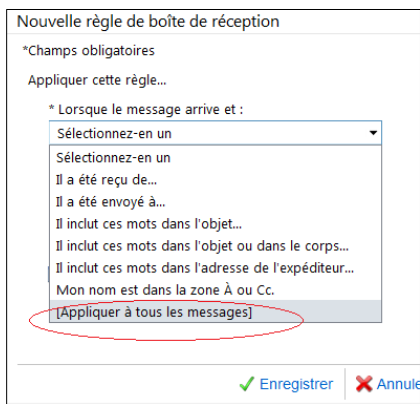 Nouvelle règle de boîte de réception
*Champs obligatoires
Appliquer cette règle...
* Lorsque le message arrive et :
Sélectionnez-en un
Sélectionnez-en un
Il a été reçu de...
Il a été envoyé à...
Il inclut ces mots dans l'objet...
Il inclut ces mots dans l'objet ou dans le corps...
Il inclut ces mots dans l'adresse de l'expéditeur...
Mon nom est dans la zone À ou Cc.
[Appliquer à tous les messages]
Enregistrer Annule